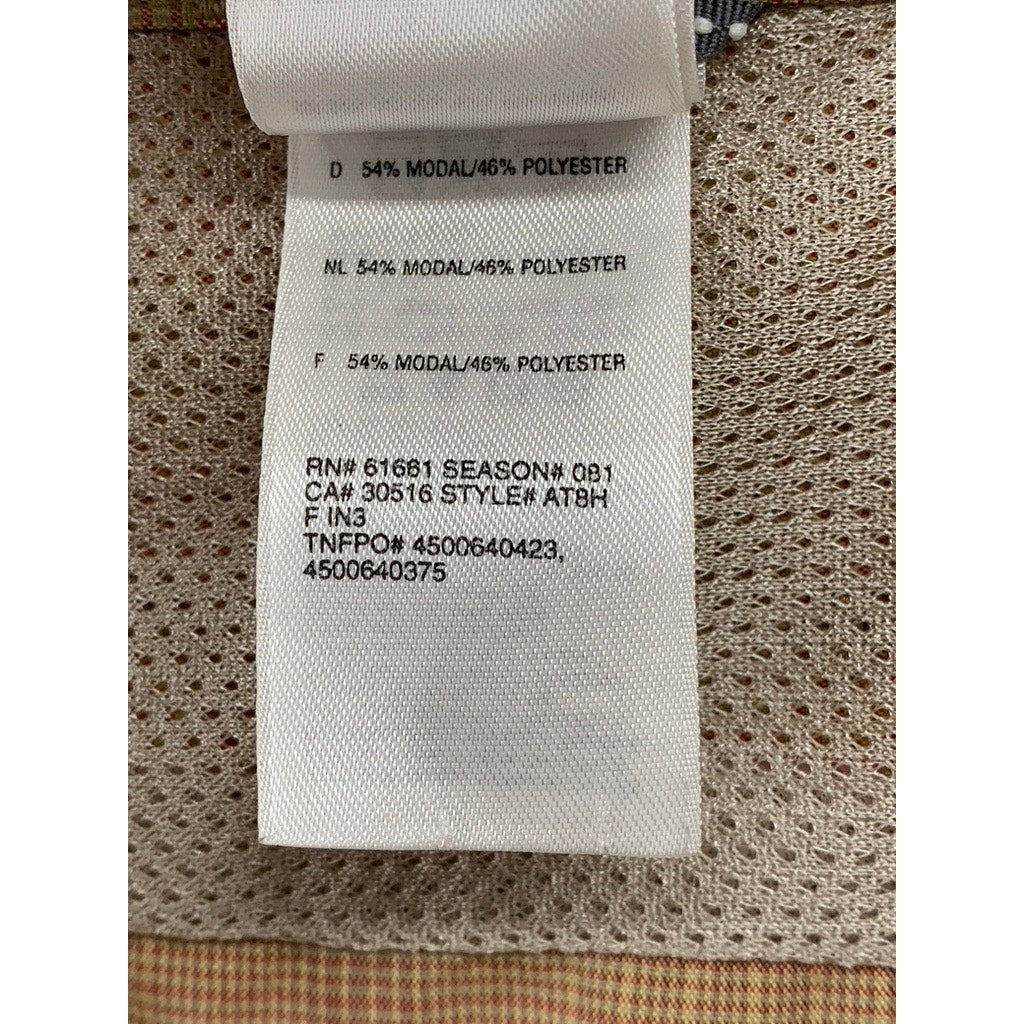 D 54% MODAL/46% POLYESTER
NL 54% MODAL/46% POLYESTER
F 54% MODAL/46% POLYESTER
RN# 61661 SEASON# 081
CA# 30516 STYLE# AT8H
F IN3
TNFPO# 4500640423,
4500640375